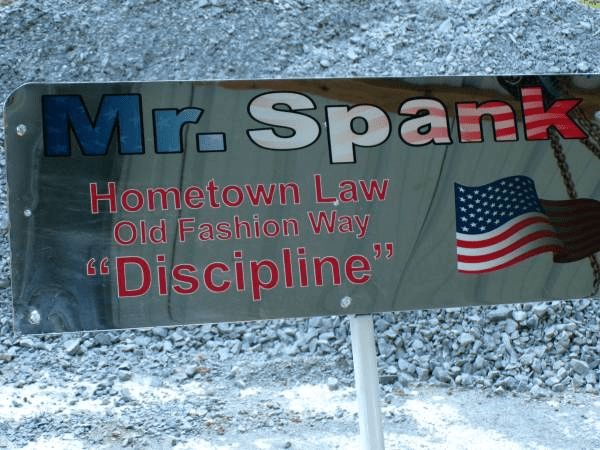 Mr. Spank
Hometown Law
Old Fashion Way
“Discipline”